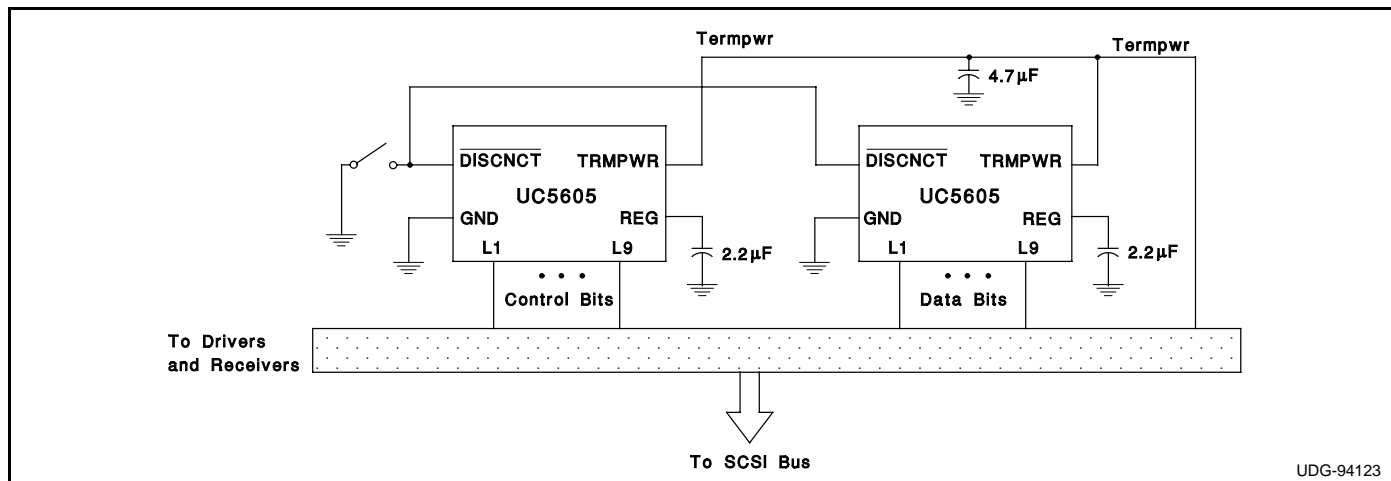 Termpwr
Termpwr
4.7µF
DISCNCT TRMPWR
DISCNCT TRMPWR
UC5605
UC5605
GND REG
GND REG
L1 L9
L1 L9
2.2µF
2.2µF
• • •
• • •
Control Bits
Data Bits
To Drivers
and Receivers
To SCSI Bus
UDG-94123